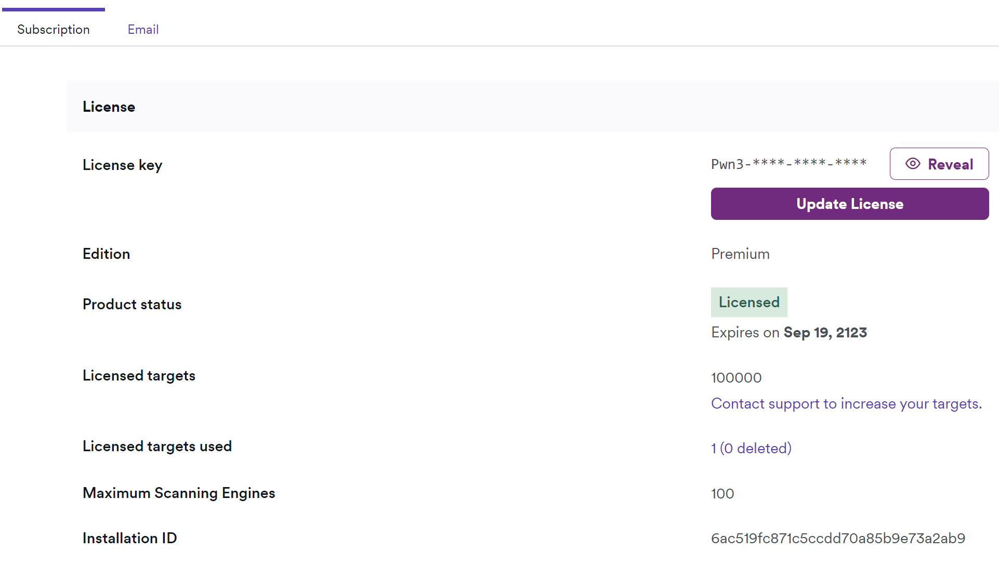 Subscription Email
License
License key Pwn3-****-****-**** Reveal
Update License
Edition Premium
Product status Licensed
Expires on Sep 19, 2123
Licensed targets 100000
Contact support to increase your targets.
Licensed targets used 1 (0 deleted)
Maximum Scanning Engines 100
Installation ID 6ac519fc871c5ccdd70a85b9e73a2ab9